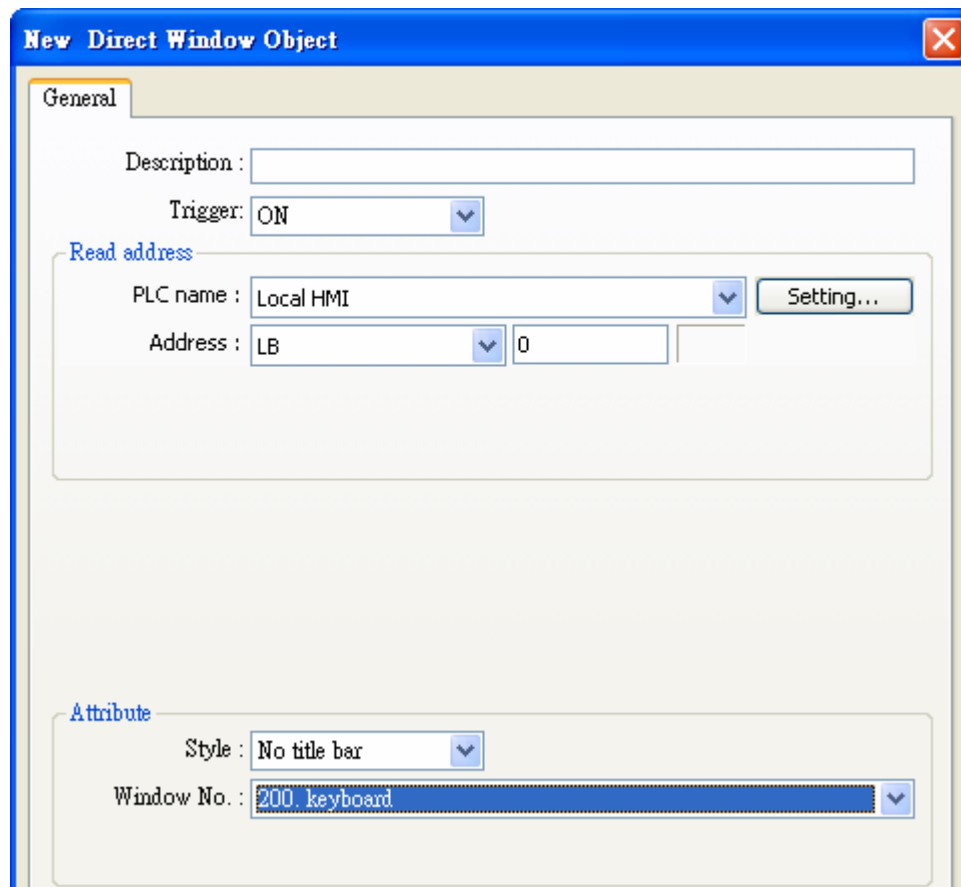 New Direct Window Object
General
Description :
Trigger: ON
Read address
PLC name : Local HMI Setting...
Address : LB 0
Attribute
Style : No title bar
Window No. : 200. keyboard